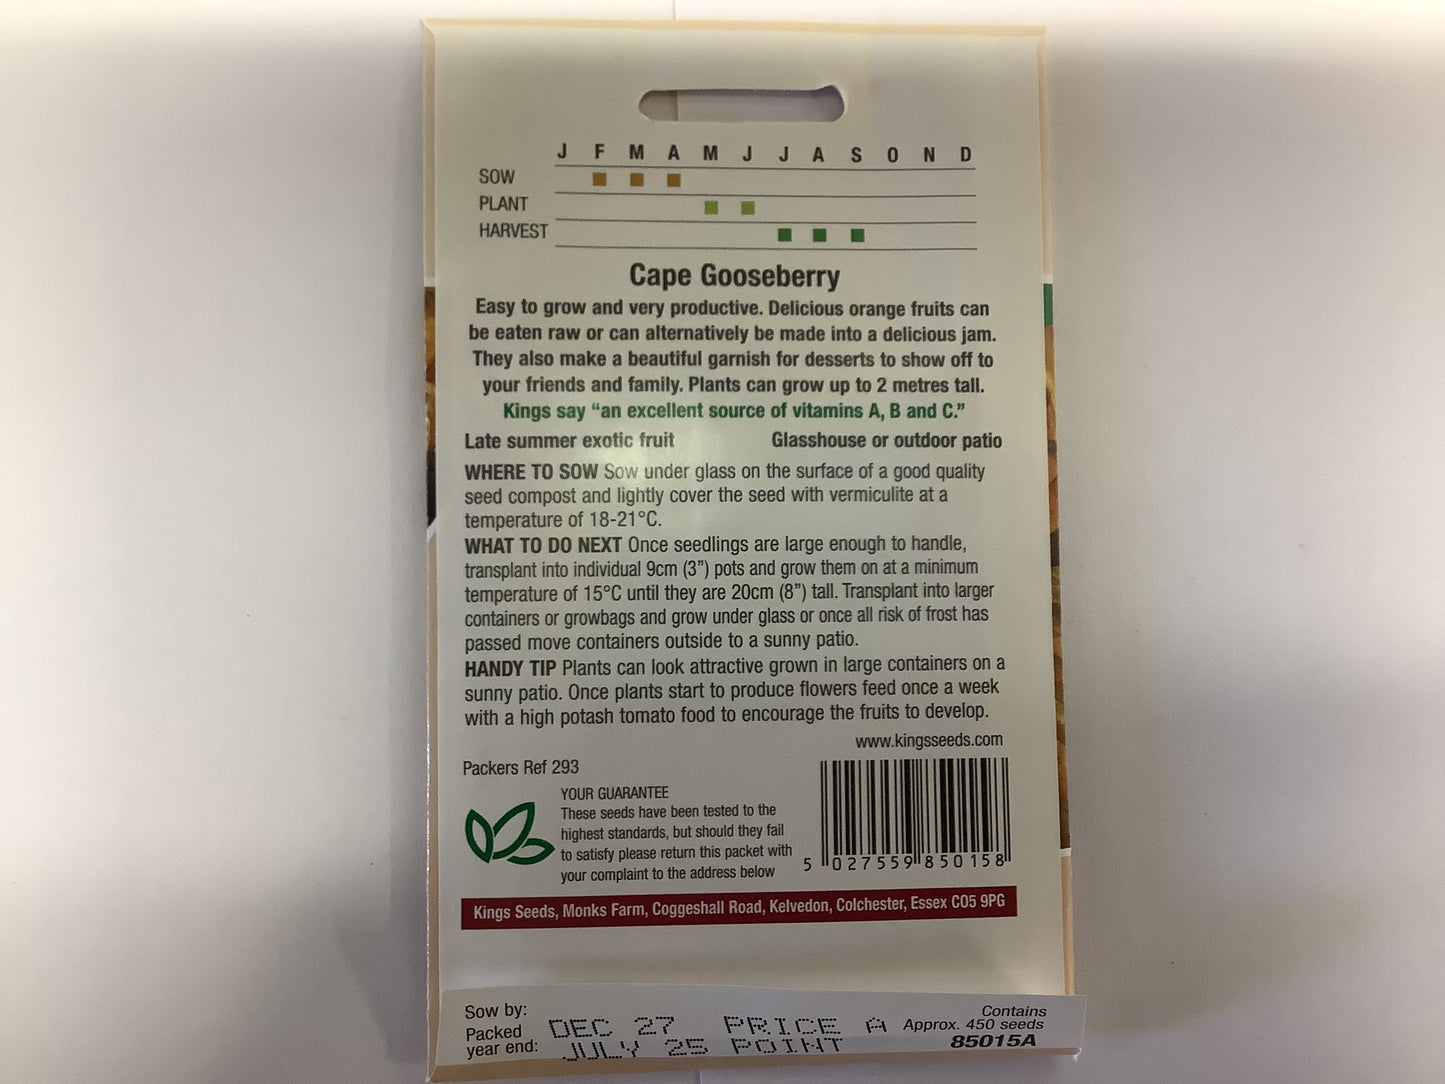 J F M A M J J A S O N D
SOW
PLANT
HARVEST
Cape Gooseberry
Easy to grow and very productive. Delicious orange fruits can
be eaten raw or can alternatively be made into a delicious jam.
They also make a beautiful garnish for desserts to show off to
your friends and family. Plants can grow up to 2 metres tall.
Kings say “an excellent source of vitamins A, B and C.”
Late summer exotic fruit Glasshouse or outdoor patio
WHERE TO SOW Sow under glass on the surface of a good quality
seed compost and lightly cover the seed with vermiculite at a
temperature of 18-21°C.
WHAT TO DO NEXT Once seedlings are large enough to handle,
transplant into individual 9cm (3”) pots and grow them on at a minimum
temperature of 15°C until they are 20cm (8”) tall. Transplant into larger
containers or growbags and grow under glass or once all risk of frost has
passed move containers outside to a sunny patio.
HANDY TIP Plants can look attractive grown in large containers on a
sunny patio. Once plants start to produce flowers feed once a week
with a high potash tomato food to encourage the fruits to develop.
www.kingsseeds.com
Packers Ref 293
YOUR GUARANTEE
These seeds have been tested to the
highest standards, but should they fail
to satisfy please return this packet with
your complaint to the address below
5 027559 850158
Kings Seeds, Monks Farm, Coggeshall Road, Kelvedon, Colchester, Essex CO5 9PG
Sow by: DEC 27 PRICE A
Packed
year end: JULY 25 POINT
Contains
Approx. 450 seeds
85015A